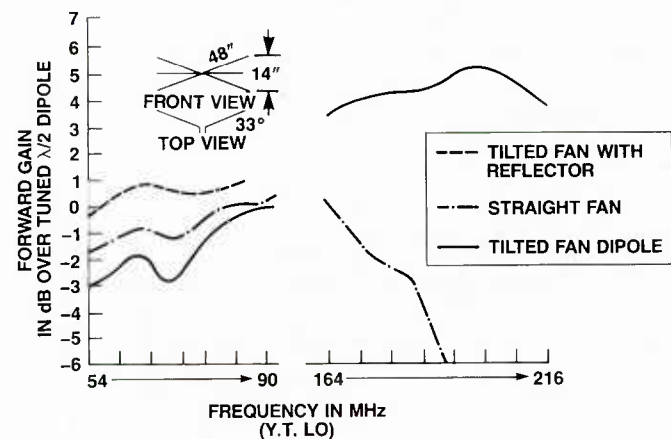 FORWARD GAIN
IN dB OVER TUNED λ/2 DIPOLE
7
6
5
4
3
2
1
0
-1
-2
-3
-4
-5
-6
48"
14"
FRONT VIEW
33°
TOP VIEW
TILTED FAN WITH
REFLECTOR
STRAIGHT FAN
TILTED FAN DIPOLE
54
90
164
216
FREQUENCY IN MHz
(Y.T. LO)